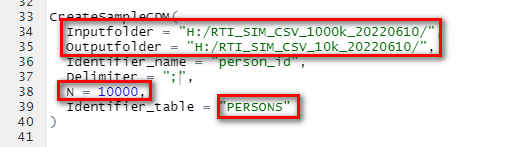 32
33 CreateSampleCDM(
34 Inputfolder = "H:/RTI_SIM_CSV_1000k_20220610/",
35 Outputfolder = "H:/RTI_SIM_CSV_10k_20220610/",
36 Identifier_name = "person_id",
37 Delimiter = ";",
38 N = 10000,
39 Identifier_table = "PERSONS"
40 )
41